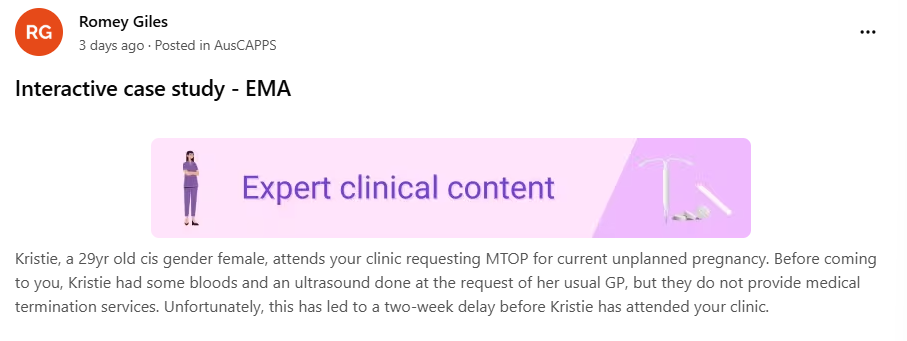 RG
Romey Giles
3 days ago · Posted in AusCAPPS
Interactive case study - EMA
Expert clinical content
Kristie, a 29yr old cis gender female, attends your clinic requesting MTOP for current unplanned pregnancy. Before coming
to you, Kristie had some bloods and an ultrasound done at the request of her usual GP, but they do not provide medical
termination services. Unfortunately, this has led to a two-week delay before Kristie has attended your clinic.